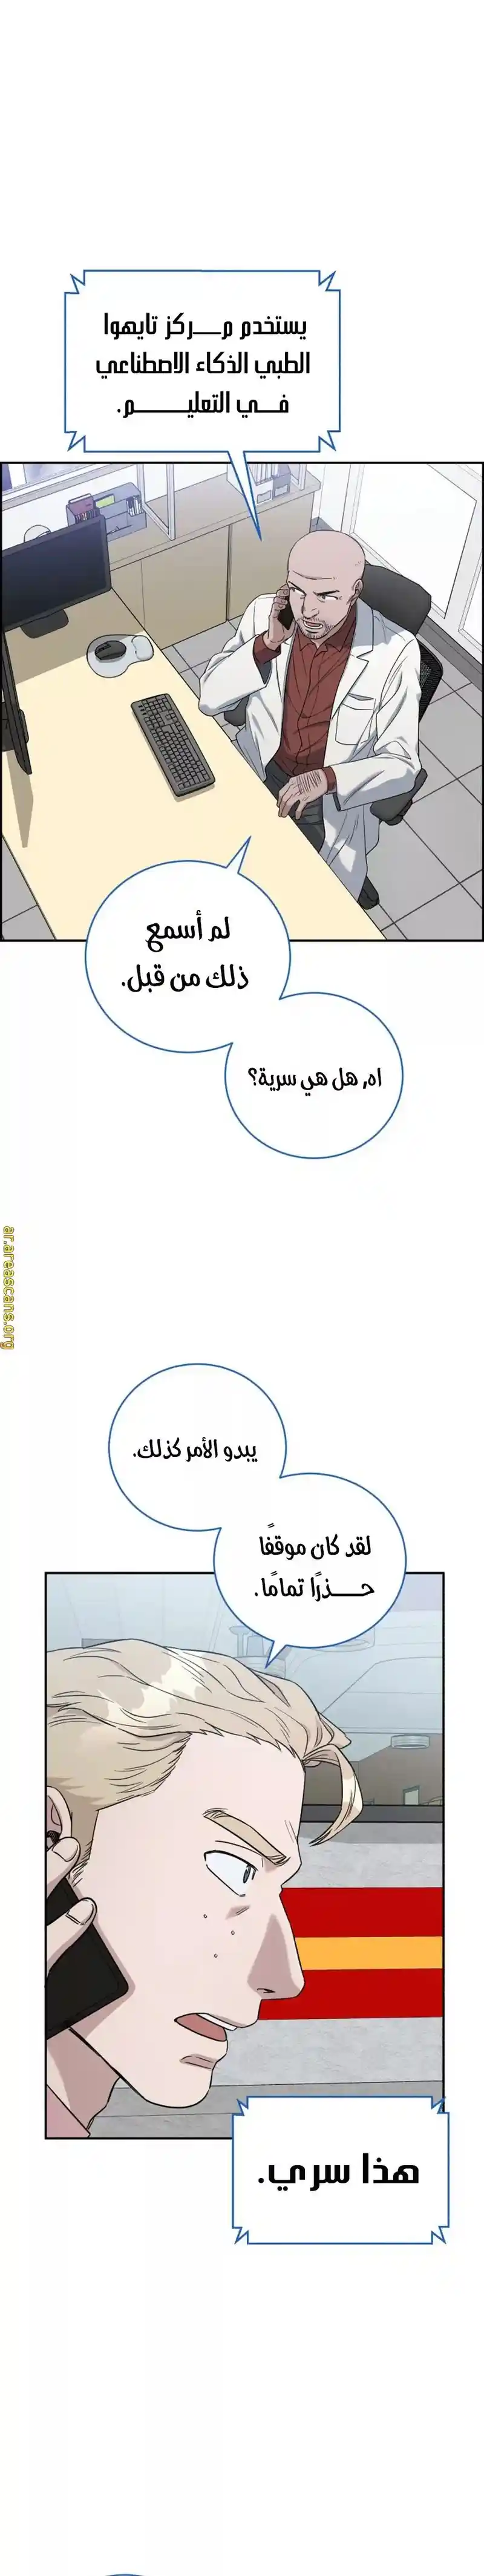 يستخدم مـــركز تايهوا
الطبي الذكاء الاصطناعي
فـــي التعليـــــم.
لم أسمع
ذلك من قبل.
اه, هل هي سرية؟
ar.areascans.org
يبدو الأمر كذلك.
لقد كان موقفًا
حـــــذرًا تمامًا.
هذا سري.